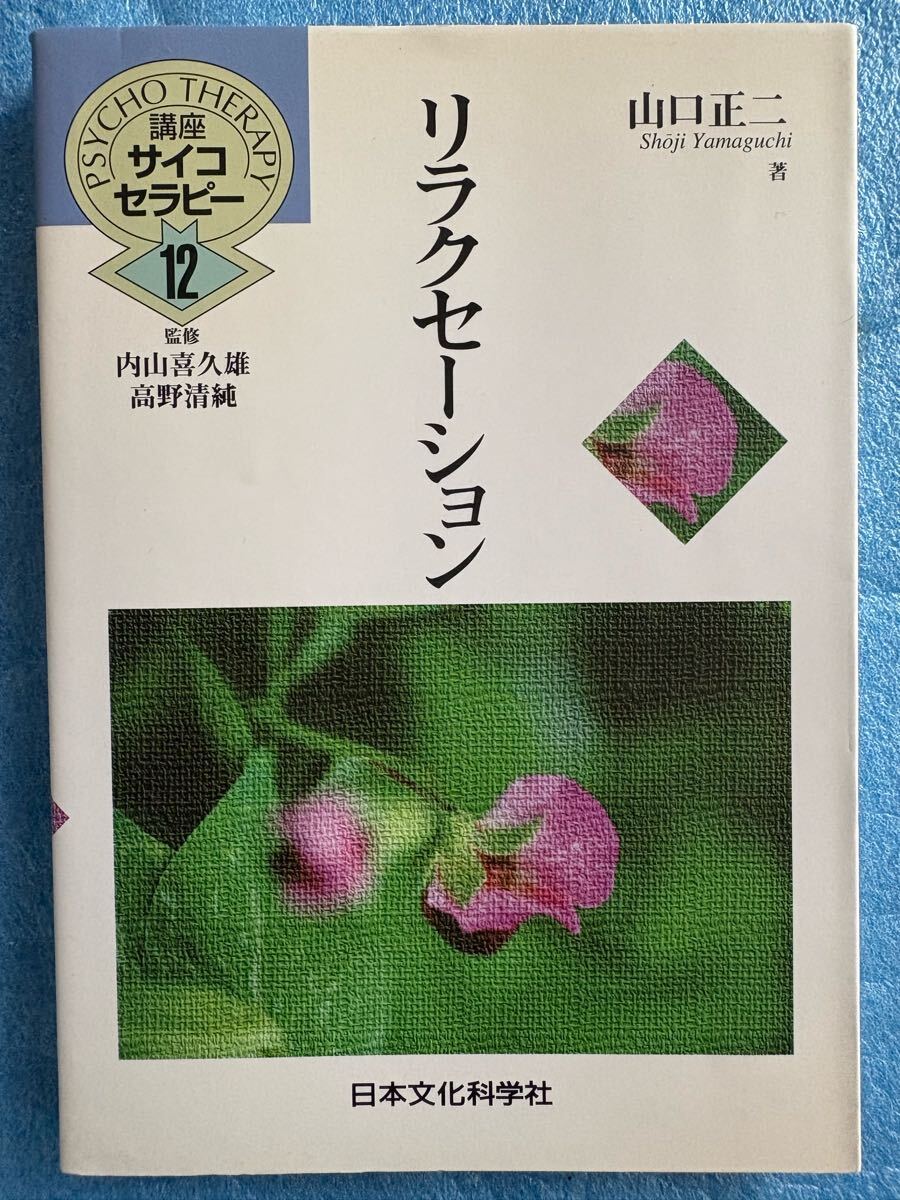 PSYCHO THERAPY
講座
サイコ
セラピー
12
監修
内山喜久雄
高野清純
リラクセーション
山口正二
Shōji Yamaguchi
著
日本文化科学社